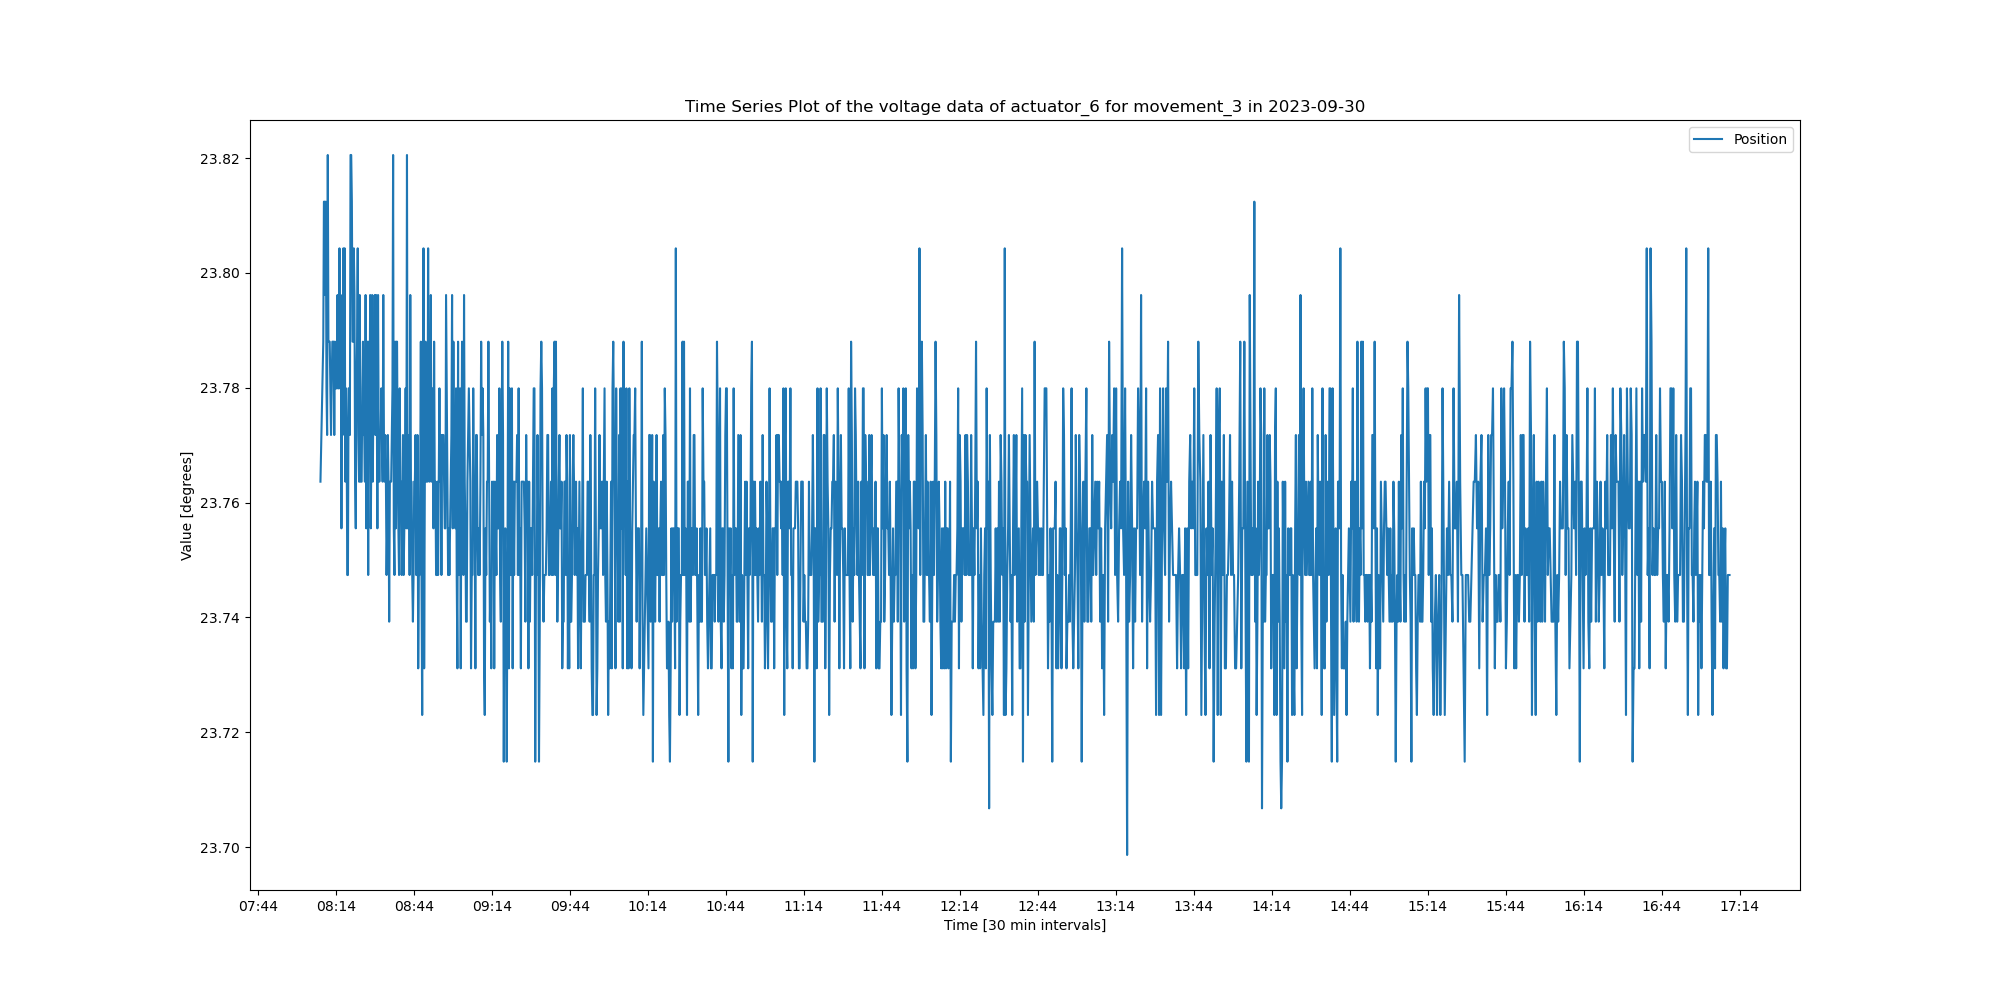 Time Series Plot of the voltage data of actuator_6 for movement_3 in 2023-09-30
Position
23.82
23.80
23.78
23.76
23.74
23.72
23.70
Value [degrees]
07:44 08:14 08:44 09:14 09:44 10:14 10:44 11:14 11:44 12:14 12:44 13:14 13:44 14:14 14:44 15:14 15:44 16:14 16:44 17:14
Time [30 min intervals]